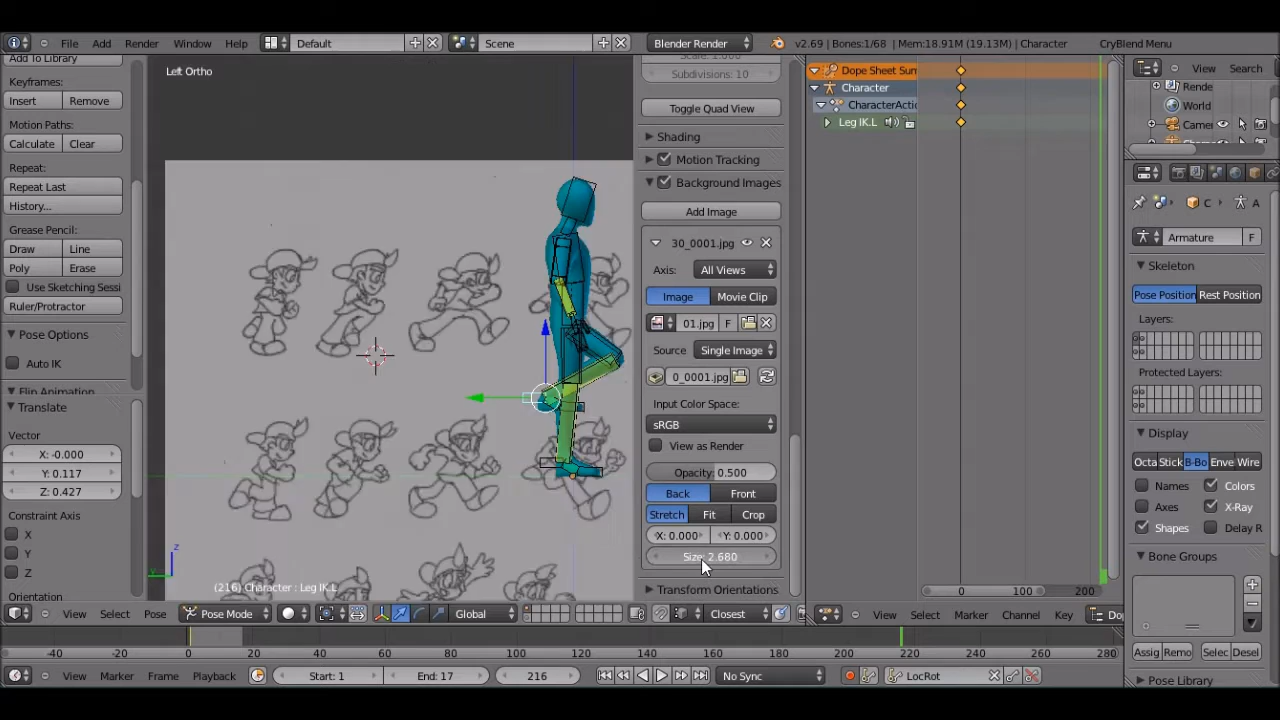 File Add Render Window Help Default Scene Blender Render v2.69 | Bones:1/68 | Mem:18.91M (19.13M) | Character CryBlend Menu
Add To Library
Keyframes:
Insert Remove
Motion Paths:
Calculate Clear
Repeat:
Repeat Last
History...
Grease Pencil:
Draw Line
Poly Erase
Use Sketching Sessi
Ruler/Protractor
Pose Options
Auto IK
Flip Animation
Translate
Vector
X: -0.000
Y: 0.117
Z: 0.427
Constraint Axis
X
Y
Z
Orientation
Left Ortho
z
(216) Character : Leg IK.L
Scale: 1.000
Subdivisions: 10
Toggle Quad View
Shading
Motion Tracking
Background Images
Add Image
30_0001.jpg
Axis: All Views
Image Movie Clip
01.jpg F
Source Single Image
0_0001.jpg
Input Color Space:
sRGB
View as Render
Opacity: 0.500
Back Front
Stretch Fit Crop
X: 0.000 Y: 0.000
Size: 2.680
Transform Orientations
View Select Pose Pose Mode Global Closest
Dope Sheet Sum
Character
CharacterActio
Leg IK.L
0 100 200
View Select Marker Channel Key Do
View Search
Rende
World
Came
C A
Armature F
Skeleton
Pose Position Rest Position
Layers:
Protected Layers:
Display
Octa Stick B-Bo Enve Wire
Names Colors
Axes X-Ray
Shapes Delay R
Bone Groups
Assig Remo Selec Desel
Pose Library
-40 -20 0 20 40 60 80 100 120 140 160 180 200 220 240 260 280
View Marker Frame Playback Start: 1 End: 17 216 No Sync LocRot